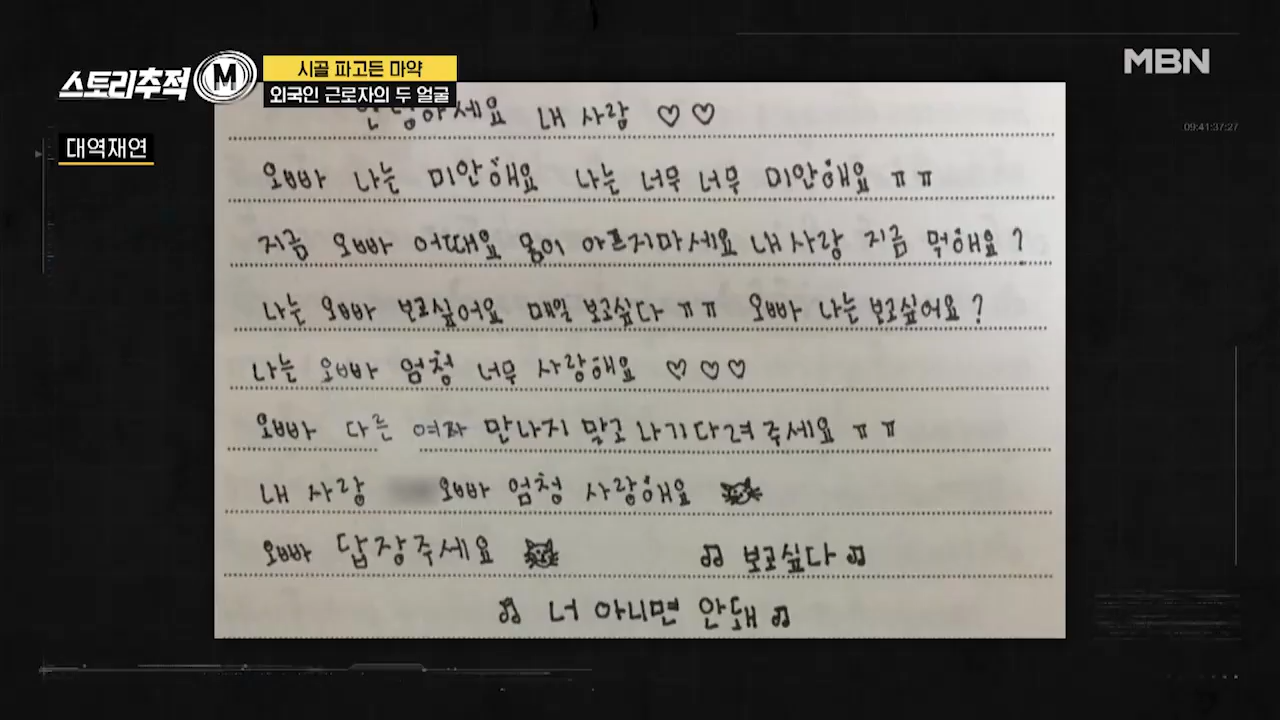 스토리추적 M
시골 파고든 마약
외국인 근로자의 두 얼굴
MBN
대역재연
09:41:37:27
안녕하세요 내 사랑 ♡♡
오빠 나는 미안해요 나는 너무 너무 미안해요 ㅠㅠ
지금 오빠 어때요 몸이 아프지마세요 내 사랑 지금 먹해요?
나는 오빠 보고싶어요 매일 보고싶다 ㅠㅠ 오빠 나는 보고싶어요?
나는 오빠 엄청 너무 사랑해요 ♡♡♡
오빠 다른 여자 만나지 말고 나 기다려 주세요 ㅠㅠ
내 사랑 오빠 엄청 사랑해요
오빠 답장주세요 ♫ 보고싶다 ♫
♫ 너 아니면 안돼 ♫